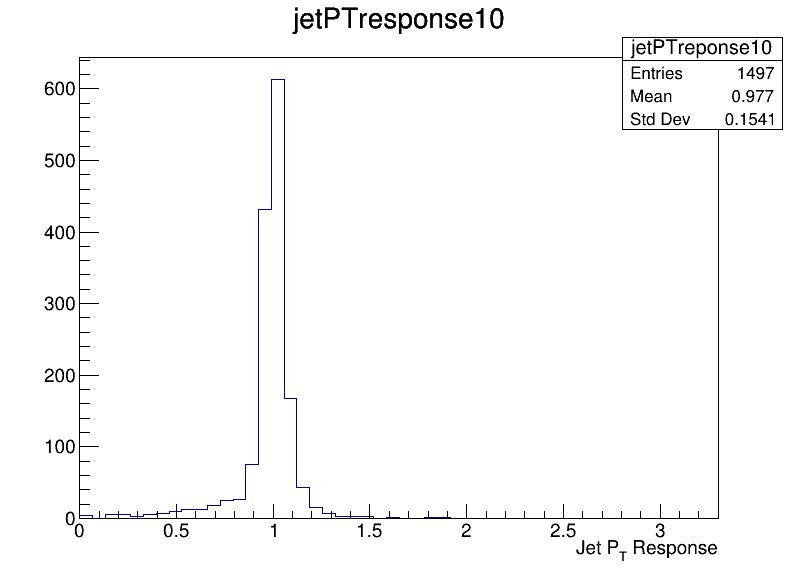 jetPTresponse10
jetPTreponse10
Entries 1497
Mean 0.977
Std Dev 0.1541
600
500
400
300
200
100
0
0 0.5 1 1.5 2 2.5 3
Jet P_T Response